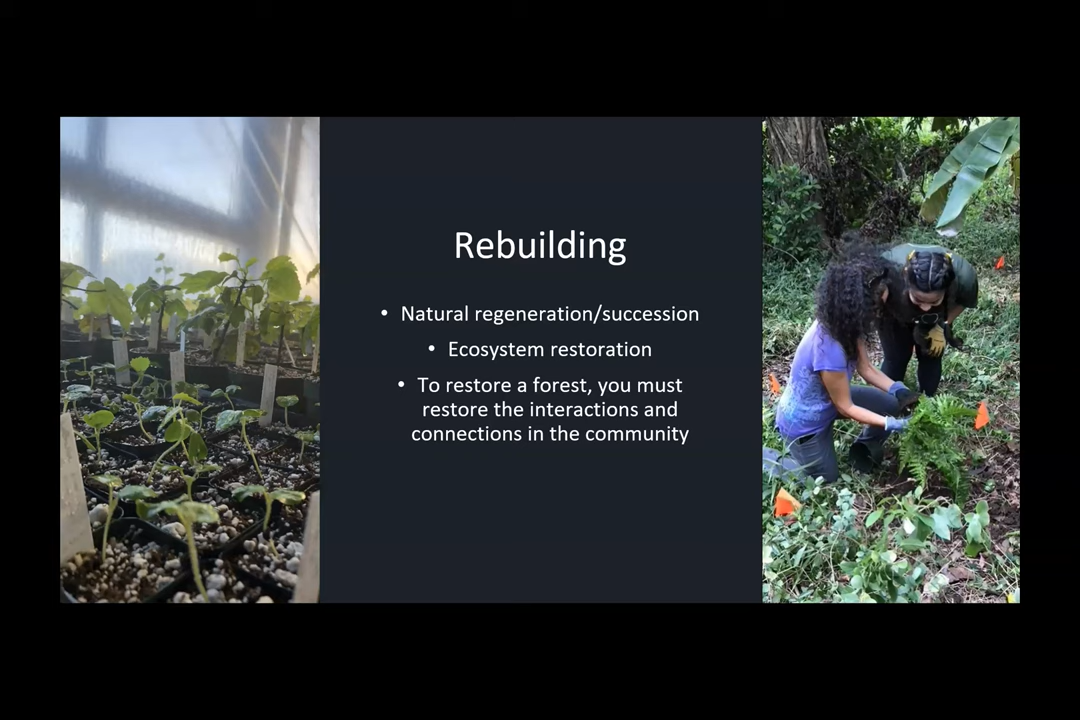 Rebuilding
• Natural regeneration/succession
• Ecosystem restoration
• To restore a forest, you must
restore the interactions and
connections in the community